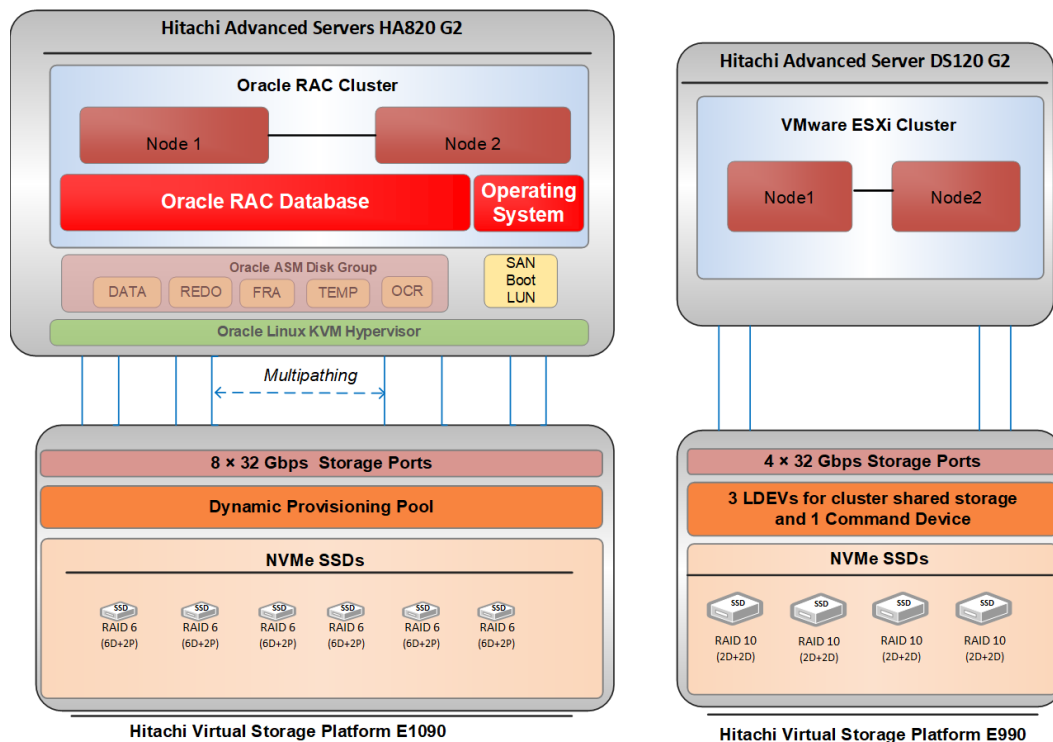 Hitachi Advanced Servers HA820 G2
Oracle RAC Cluster
Node 1
Node 2
Oracle RAC Database
Operating
System
Oracle ASM Disk Group
DATA
REDO
FRA
TEMP
OCR
SAN
Boot
LUN
Oracle Linux KVM Hypervisor
Multipathing
8 × 32 Gbps Storage Ports
Dynamic Provisioning Pool
NVMe SSDs
SSD
SSD
SSD
SSD
SSD
SSD
RAID 6
RAID 6
RAID 6
RAID 6
RAID 6
RAID 6
(6D+2P)
(6D+2P)
(6D+2P)
(6D+2P)
(6D+2P)
(6D+2P)
Hitachi Virtual Storage Platform E1090
Hitachi Advanced Server DS120 G2
VMware ESXi Cluster
Node1
Node2
4 × 32 Gbps Storage Ports
3 LDEVs for cluster shared storage
and 1 Command Device
NVMe SSDs
SSD
SSD
SSD
SSD
RAID 10
RAID 10
RAID 10
RAID 10
(2D+2D)
(2D+2D)
(2D+2D)
(2D+2D)
Hitachi Virtual Storage Platform E990